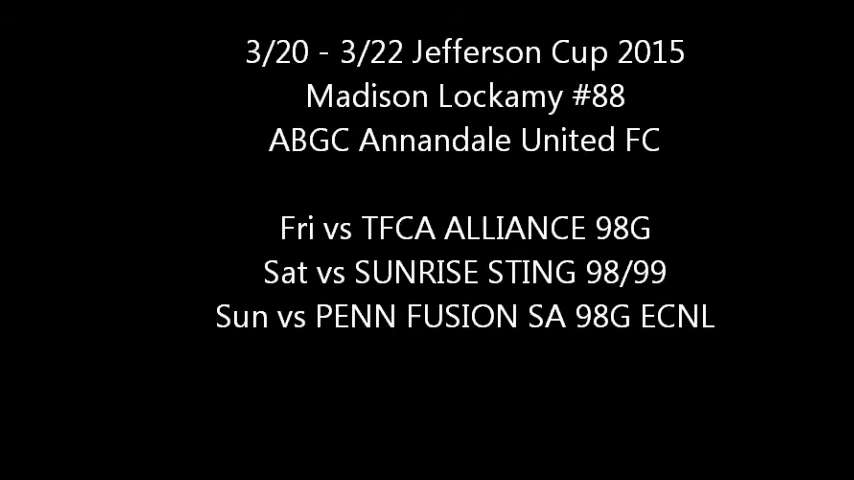 3/20 - 3/22 Jefferson Cup 2015
Madison Lockamy #88
ABGC Annandale United FC
Fri vs TFCA ALLIANCE 98G
Sat vs SUNRISE STING 98/99
Sun vs PENN FUSION SA 98G ECNL